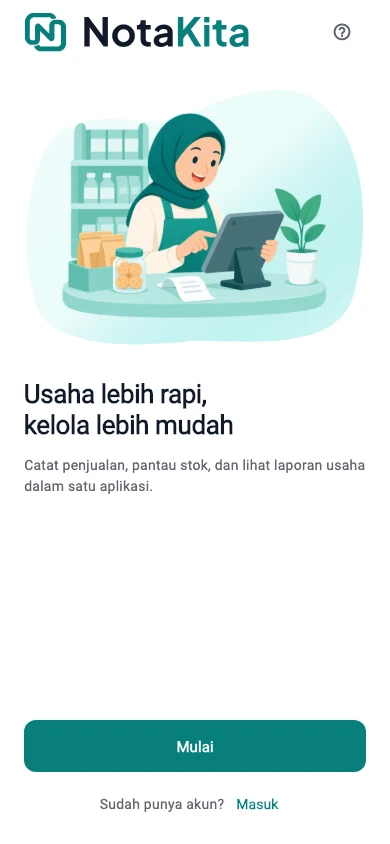 NotaKita
Usaha lebih rapi,
kelola lebih mudah
Catat penjualan, pantau stok, dan lihat laporan usaha
dalam satu aplikasi.
Mulai
Sudah punya akun? Masuk